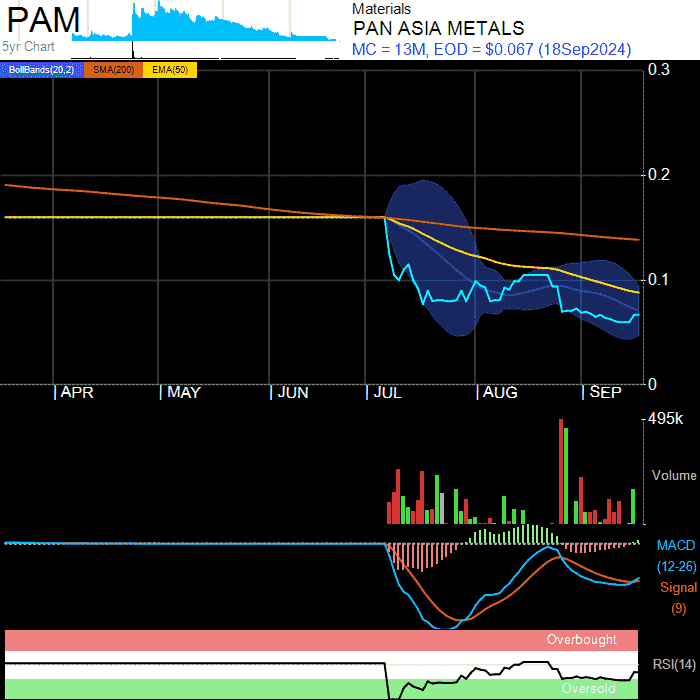 PAM
5yr Chart
Materials
PAN ASIA METALS
MC = 13M, EOD = $0.067 (18Sep2024)
BollBands(20,2) SMA(200) EMA(50)
0.3
0.2
0.1
0
APR MAY JUN JUL AUG SEP
495k
Volume
MACD
(12-26)
Signal
(9)
Overbought
RSI(14)
Oversold